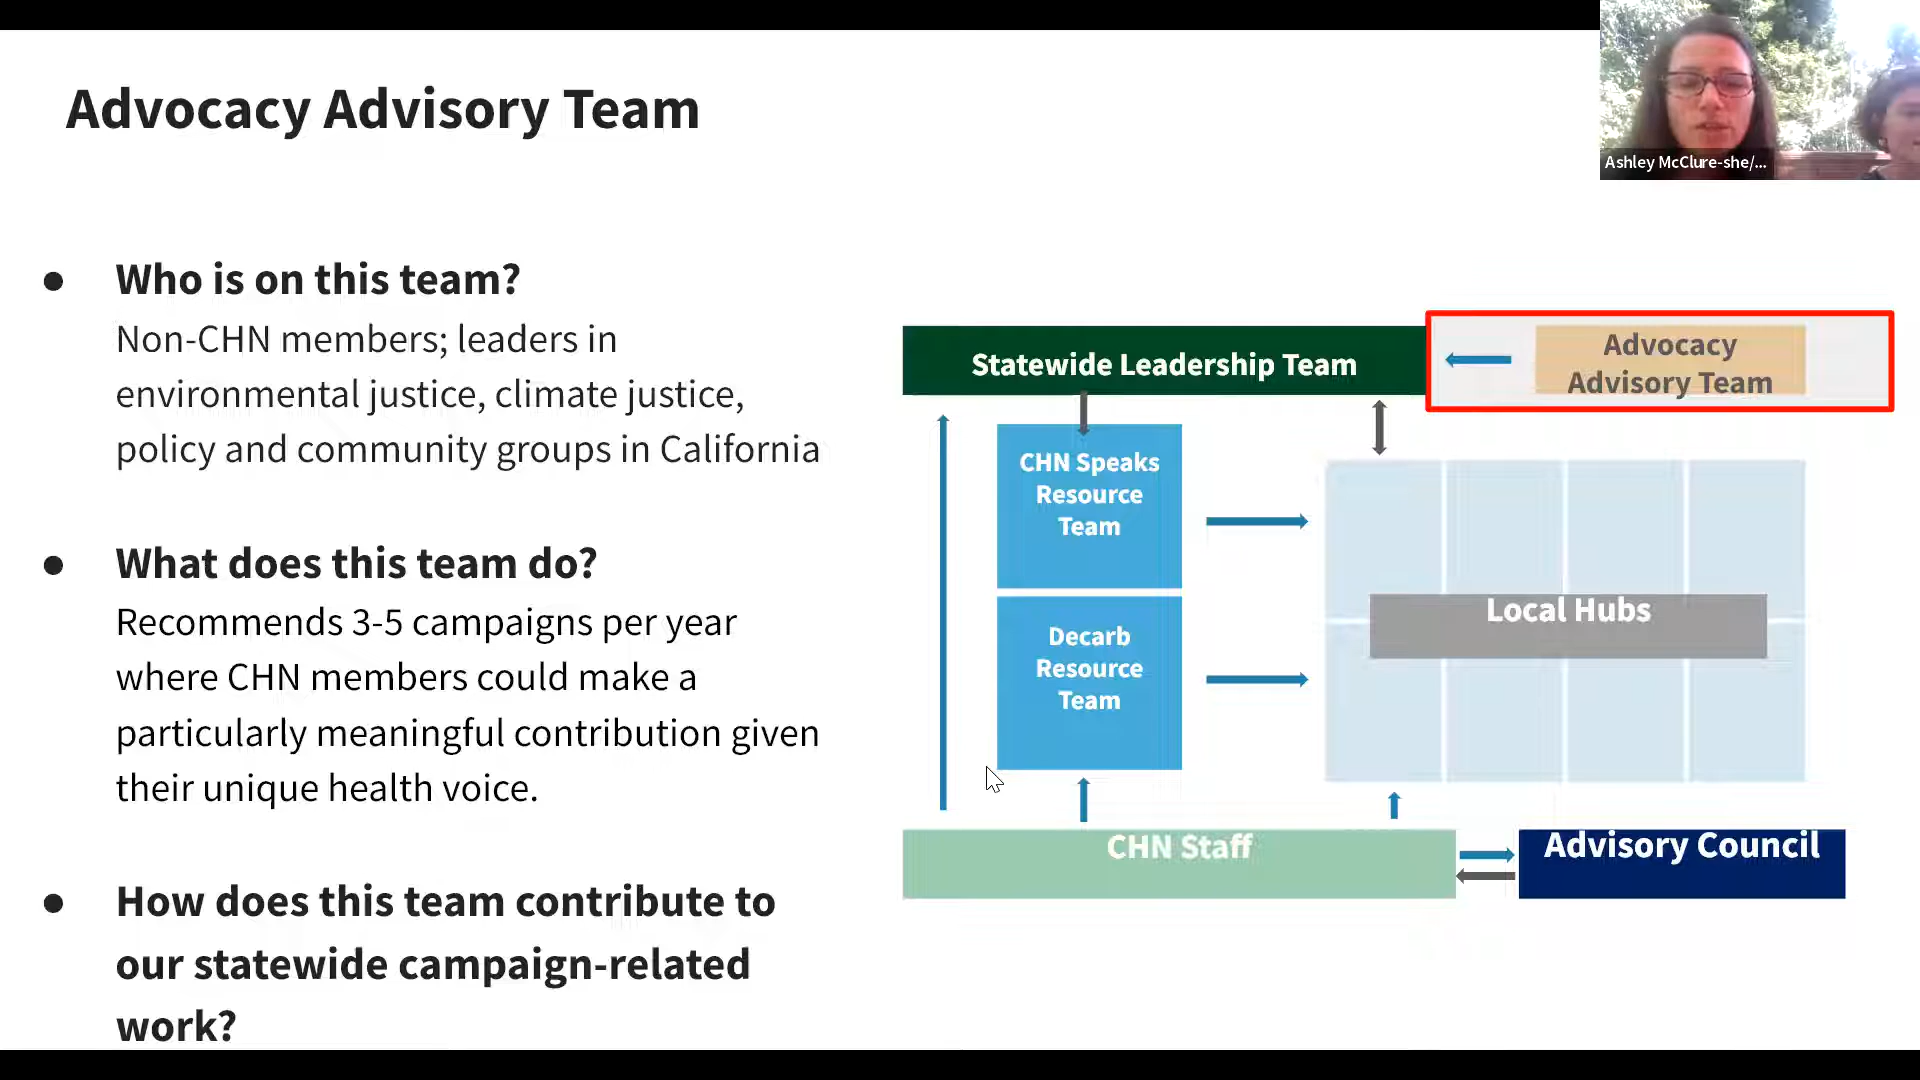 Advocacy Advisory Team
Ashley McClure-she/...
● Who is on this team?
Non-CHN members; leaders in
environmental justice, climate justice,
policy and community groups in California
● What does this team do?
Recommends 3-5 campaigns per year
where CHN members could make a
particularly meaningful contribution given
their unique health voice.
● How does this team contribute to
our statewide campaign-related
work?
Statewide Leadership Team
Advocacy
Advisory Team
CHN Speaks
Resource
Team
Decarb
Resource
Team
Local Hubs
CHN Staff
Advisory Council